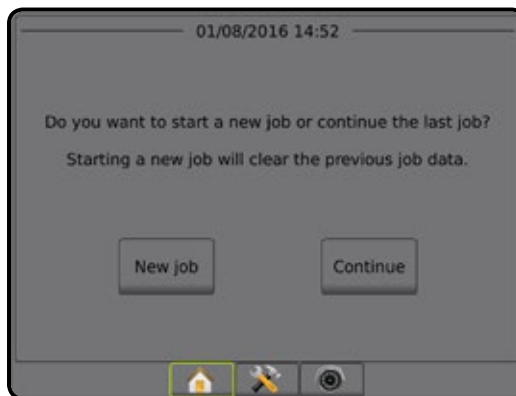 01/08/2016 14:52
Do you want to start a new job or continue the last job?
Starting a new job will clear the previous job data.
New job Continue